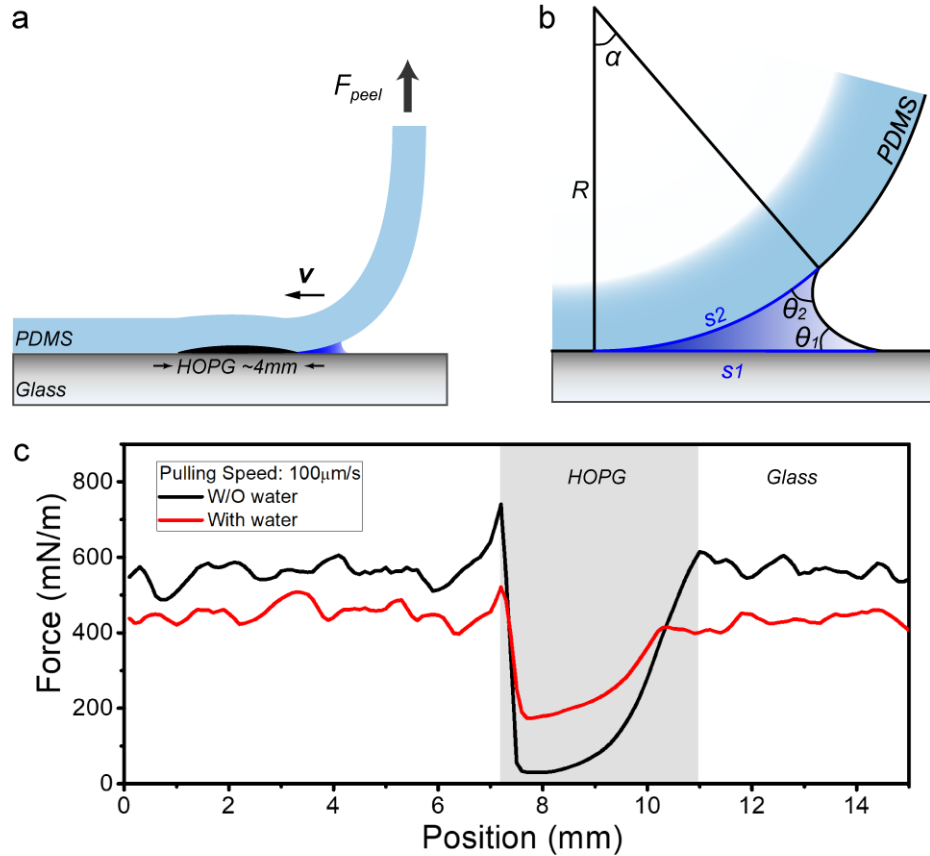 a
F_peel
v
PDMS
HOPG ~4mm
Glass
b
α
R
PDMS
s2
θ2
θ1
s1
c
Pulling Speed: 100μm/s
W/O water
With water
HOPG
Glass
Force (mN/m)
800
600
400
200
0
0 2 4 6 8 10 12 14
Position (mm)